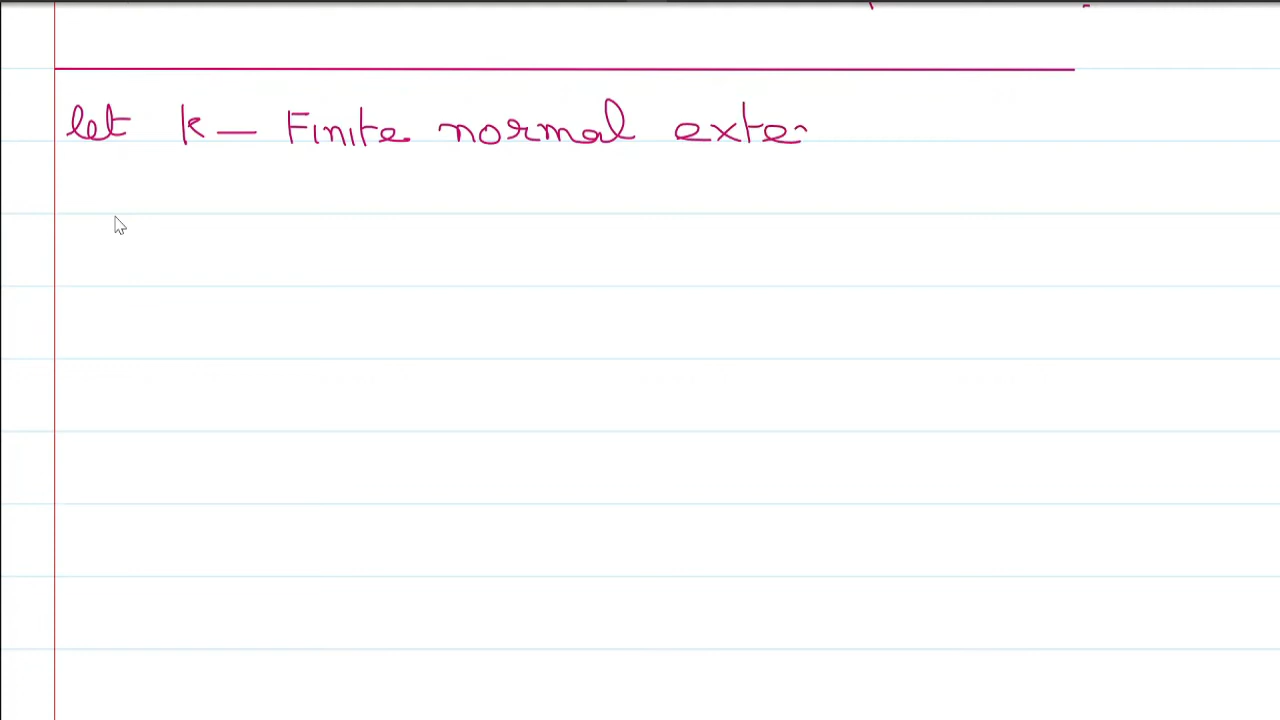 let k – Finite normal exte